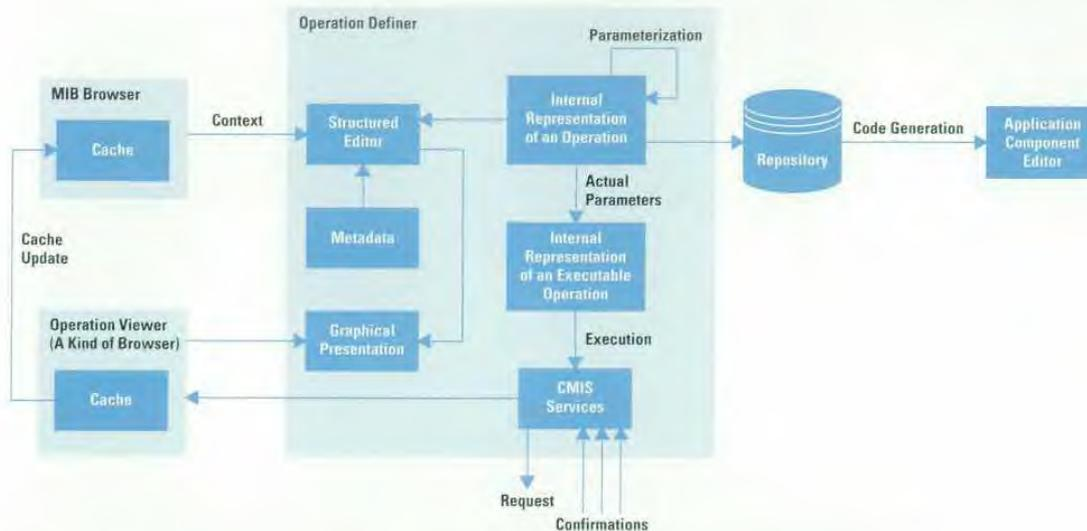 Operation Definer
Parameterization
MIB Browser
Cache
Context
Structured
Editor
Internal
Representation
of an Operation
Repository
Code Generation
Application
Component
Editor
Actual
Parameters
Metadata
Internal
Representation
of an Executable
Operation
Cache
Update
Operation Viewer
(A Kind of Browser)
Cache
Graphical
Presentation
Execution
CMIS
Services
Request
Confirmations